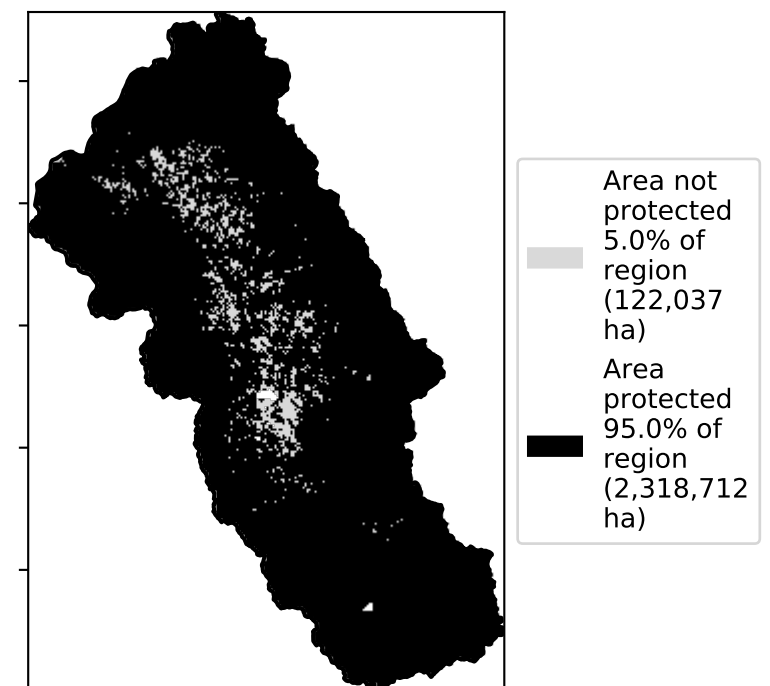 Area not
protected
5.0% of
region
(122,037
ha)
Area
protected
95.0% of
region
(2,318,712
ha)